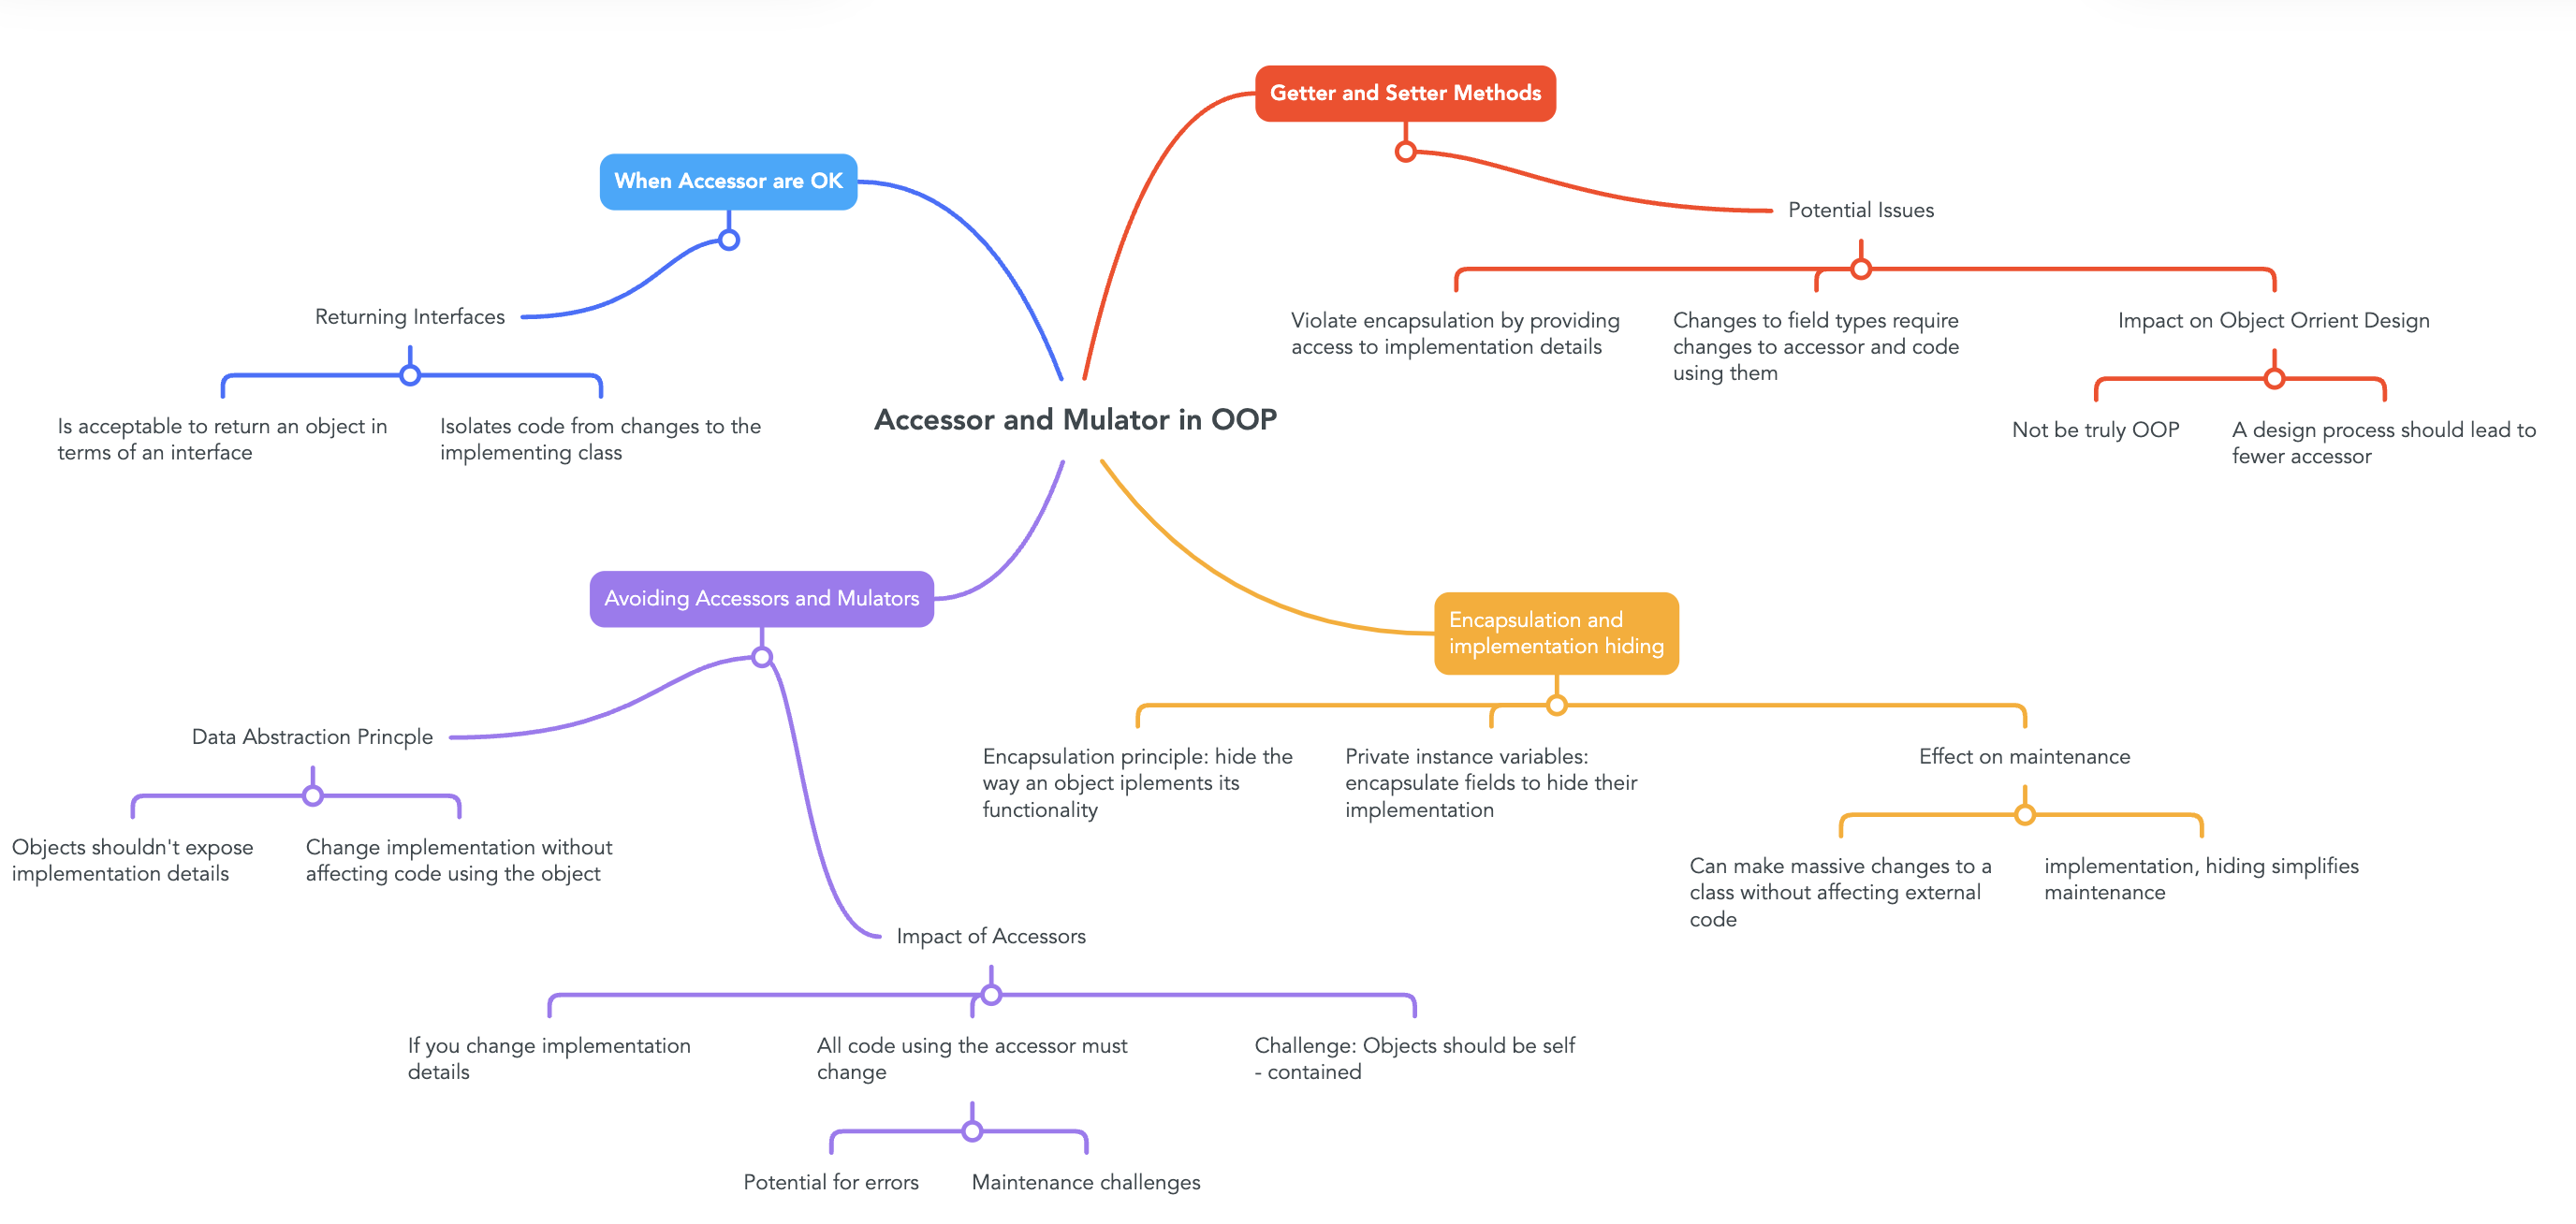 Accessor and Mulator in OOP
Getter and Setter Methods
Potential Issues
Violate encapsulation by providing
access to implementation details
Changes to field types require
changes to accessor and code
using them
Impact on Object Orrient Design
Not be truly OOP
A design process should lead to
fewer accessor
When Accessor are OK
Returning Interfaces
Is acceptable to return an object in
terms of an interface
Isolates code from changes to the
implementing class
Avoiding Accessors and Mulators
Data Abstraction Princple
Objects shouldn't expose
implementation details
Change implementation without
affecting code using the object
Impact of Accessors
If you change implementation
details
All code using the accessor must
change
Potential for errors
Maintenance challenges
Challenge: Objects should be self
- contained
Encapsulation and
implementation hiding
Encapsulation principle: hide the
way an object iplements its
functionality
Private instance variables:
encapsulate fields to hide their
implementation
Effect on maintenance
Can make massive changes to a
class without affecting external
code
implementation, hiding simplifies
maintenance